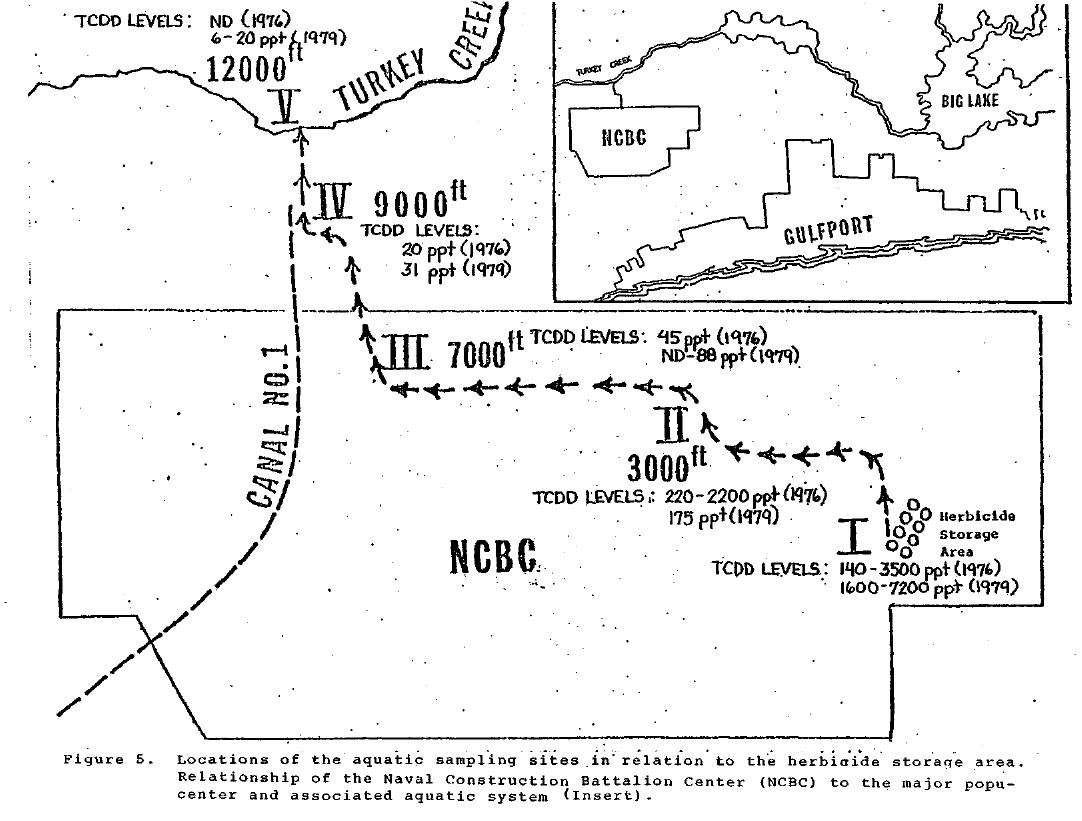 TCDD LEVELS: ND (1976)
6-20 ppt (1979)
12000 ft
V
TURKEY CREEK
IV 9000 ft
TCDD LEVELS:
20 ppt (1976)
31 ppt (1979)
TURKEY CREEK
BIG LAKE
NCBC
GULFPORT
III 7000 ft TCDD LEVELS: 45 ppt (1976)
ND-88 ppt (1979)
CANAL NO.1
II
3000 ft
TCDD LEVELS: 220-2200 ppt (1976)
175 ppt (1979)
I
Herbicide
Storage
Area
TCDD LEVELS: 140-3500 ppt (1976)
1600-7200 ppt (1979)
NCBC
Figure 5. Locations of the aquatic sampling sites in relation to the herbicide storage area.
Relationship of the Naval Construction Battalion Center (NCBC) to the major popu-
center and associated aquatic system (Insert).